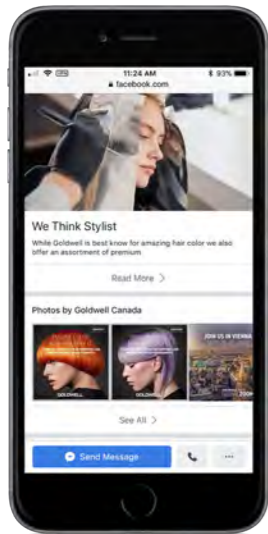 11:24 AM
93%
facebook.com
We Think Stylist
While Goldwell is best know for amazing hair color we also
offer an assortment of premium
Read More >
Photos by Goldwell Canada
GOLDWELL
GOLDWELL
JOIN US IN VIENNA
ZOOM
See All >
Send Message